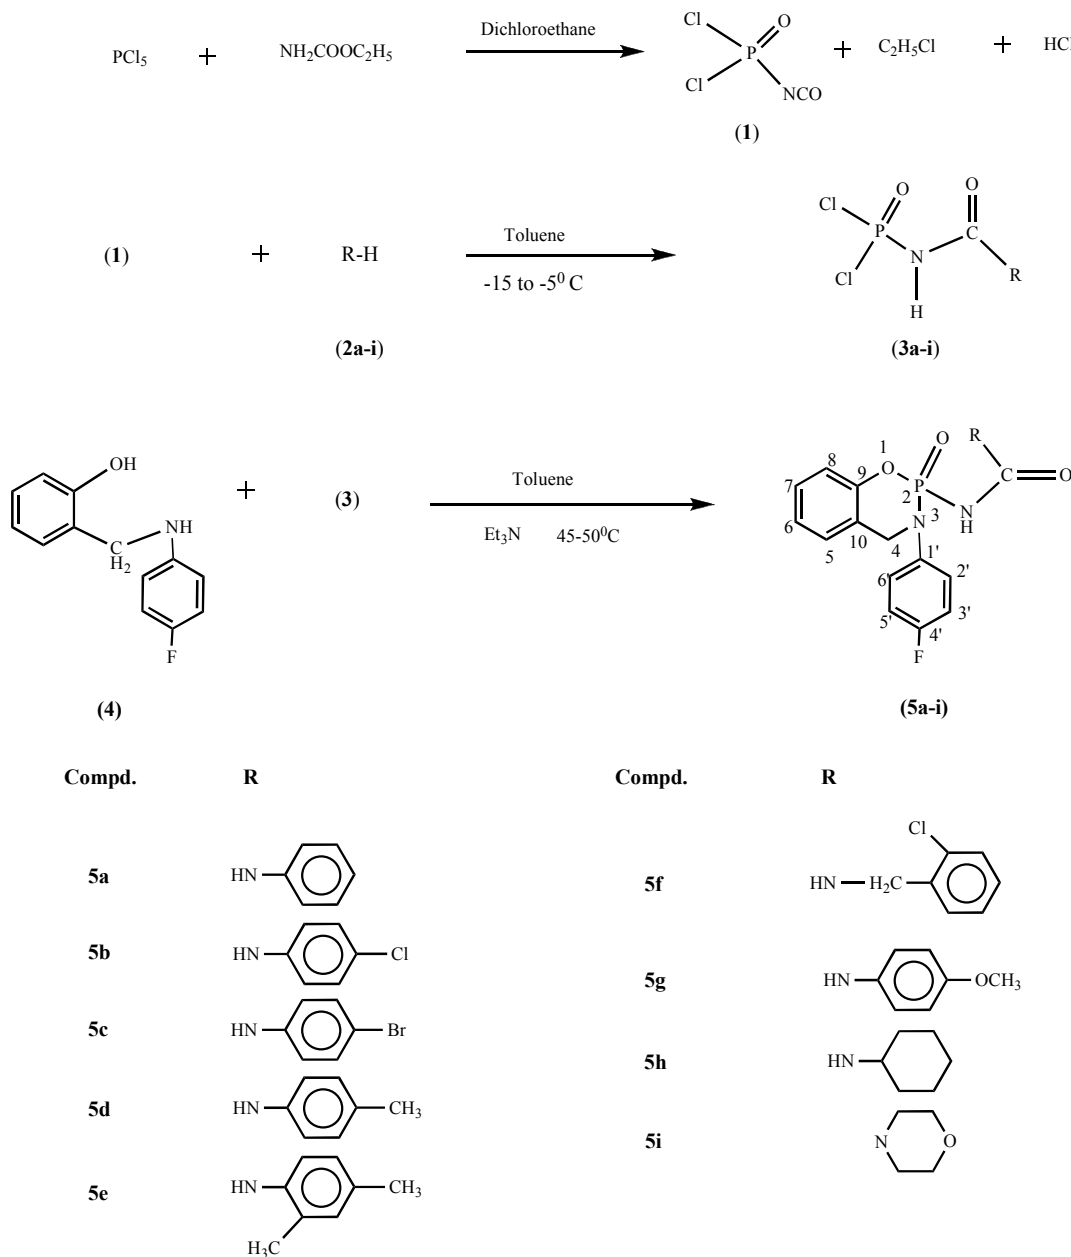 PCl5 + NH2COOC2H5 Dichloroethane Cl Cl P O NCO + C2H5Cl + HCl
(1)
(1) + R-H Toluene -15 to -5⁰ C Cl Cl P O N H C O R
(2a-i) (3a-i)
OH C H2 NH F + (3) Toluene Et3N 45-50⁰C R O C O 1 8 9 7 P 2 3 N NH 6 10 4 5 1' 6' 2' 5' 3' 4' F
(4) (5a-i)
Compd. R Compd. R
5a HN 5f HN H2C Cl
5b HN Cl
5g HN OCH3
5c HN Br
5h HN
5d HN CH3
5i N O
5e HN CH3 H3C